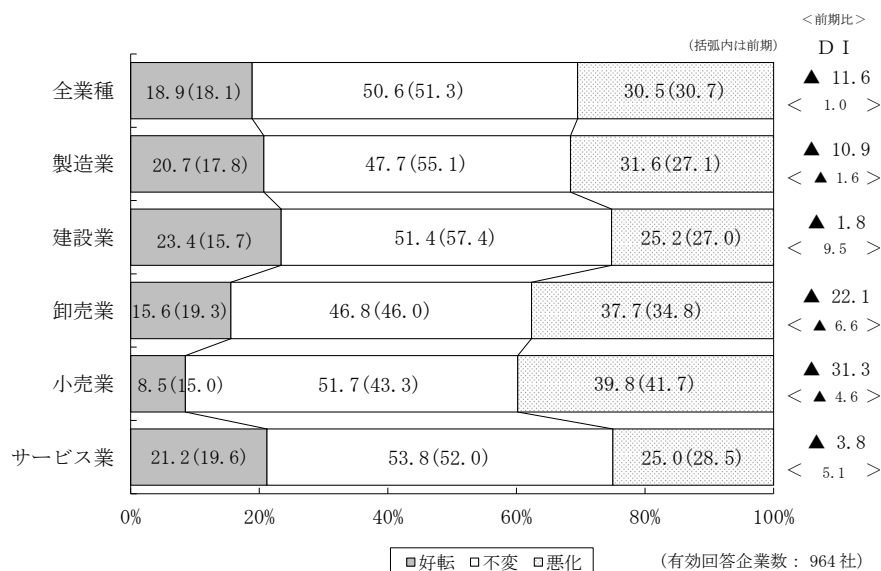 ＜前期比＞
(括弧内は前期) ＤＩ
全業種 18.9(18.1) 50.6(51.3) 30.5(30.7) ▲ 11.6
＜ 1.0 ＞
製造業 20.7(17.8) 47.7(55.1) 31.6(27.1) ▲ 10.9
＜ ▲ 1.6 ＞
建設業 23.4(15.7) 51.4(57.4) 25.2(27.0) ▲ 1.8
＜ 9.5 ＞
卸売業 15.6(19.3) 46.8(46.0) 37.7(34.8) ▲ 22.1
＜ ▲ 6.6 ＞
小売業 8.5(15.0) 51.7(43.3) 39.8(41.7) ▲ 31.3
＜ ▲ 4.6 ＞
サービス業 21.2(19.6) 53.8(52.0) 25.0(28.5) ▲ 3.8
＜ 5.1 ＞
0% 20% 40% 60% 80% 100%
好転 不変 悪化 (有効回答企業数：964社)